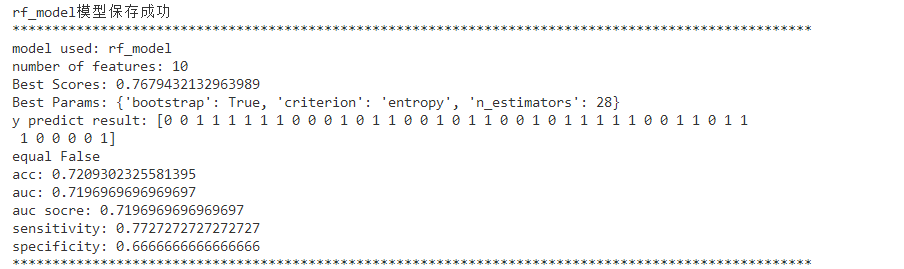 rf_model模型保存成功
****************************************************************************************************
model used: rf_model
number of features: 10
Best Scores: 0.7679432132963989
Best Params: {'bootstrap': True, 'criterion': 'entropy', 'n_estimators': 28}
y predict result: [0 0 1 1 1 1 1 1 0 0 0 1 0 1 1 0 0 1 0 1 1 0 0 1 0 1 1 1 1 1 0 0 1 1 0 1 1
 1 0 0 0 0 1]
equal False
acc: 0.7209302325581395
auc: 0.7196969696969697
auc socre: 0.7196969696969697
sensitivity: 0.7727272727272727
specificity: 0.6666666666666666
****************************************************************************************************